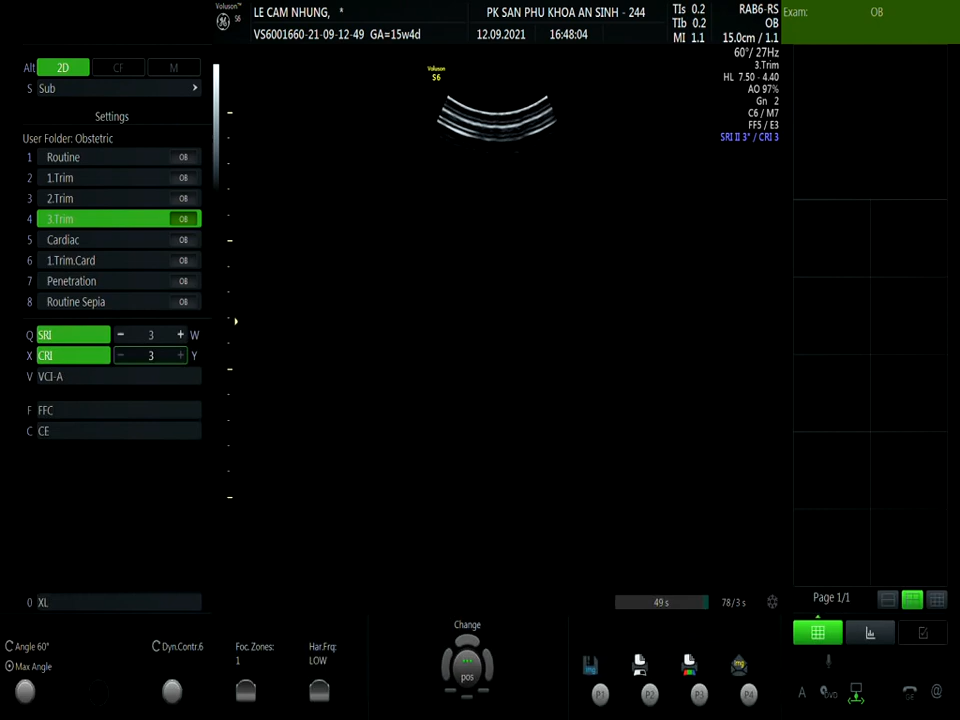 Voluson™
S6
LE CAM NHUNG, *
PK SAN PHU KHOA AN SINH - 244
TIs 0.2
RAB6-RS
TIb 0.2
OB
VS6001660-21-09-12-49 GA=15w4d
12.09.2021
16:48:04
MI 1.1
15.0cm / 1.1
60°/ 27Hz
3.Trim
HL 7.50 - 4.40
AO 97%
Gn 2
C6 / M7
FF5 / E3
SRI II 3° / CRI 3
Exam: OB
Alt 2D CF M
S Sub >
Settings
User Folder: Obstetric
1 Routine OB
2 1.Trim OB
3 2.Trim OB
4 3.Trim OB
5 Cardiac OB
6 1.Trim.Card OB
7 Penetration OB
8 Routine Sepia OB
Q SRI − 3 + W
X CRI − 3 + Y
V VCI-A
F FFC
C CE
0 XL
Voluson
S6
49 s
78/3 s
Page 1/1
Angle 60°
Max Angle
Dyn.Contr.6
Foc. Zones:
1
Har.Frq:
LOW
Change
pos
Img
P1
P2
P3
P4
A
DVD
@